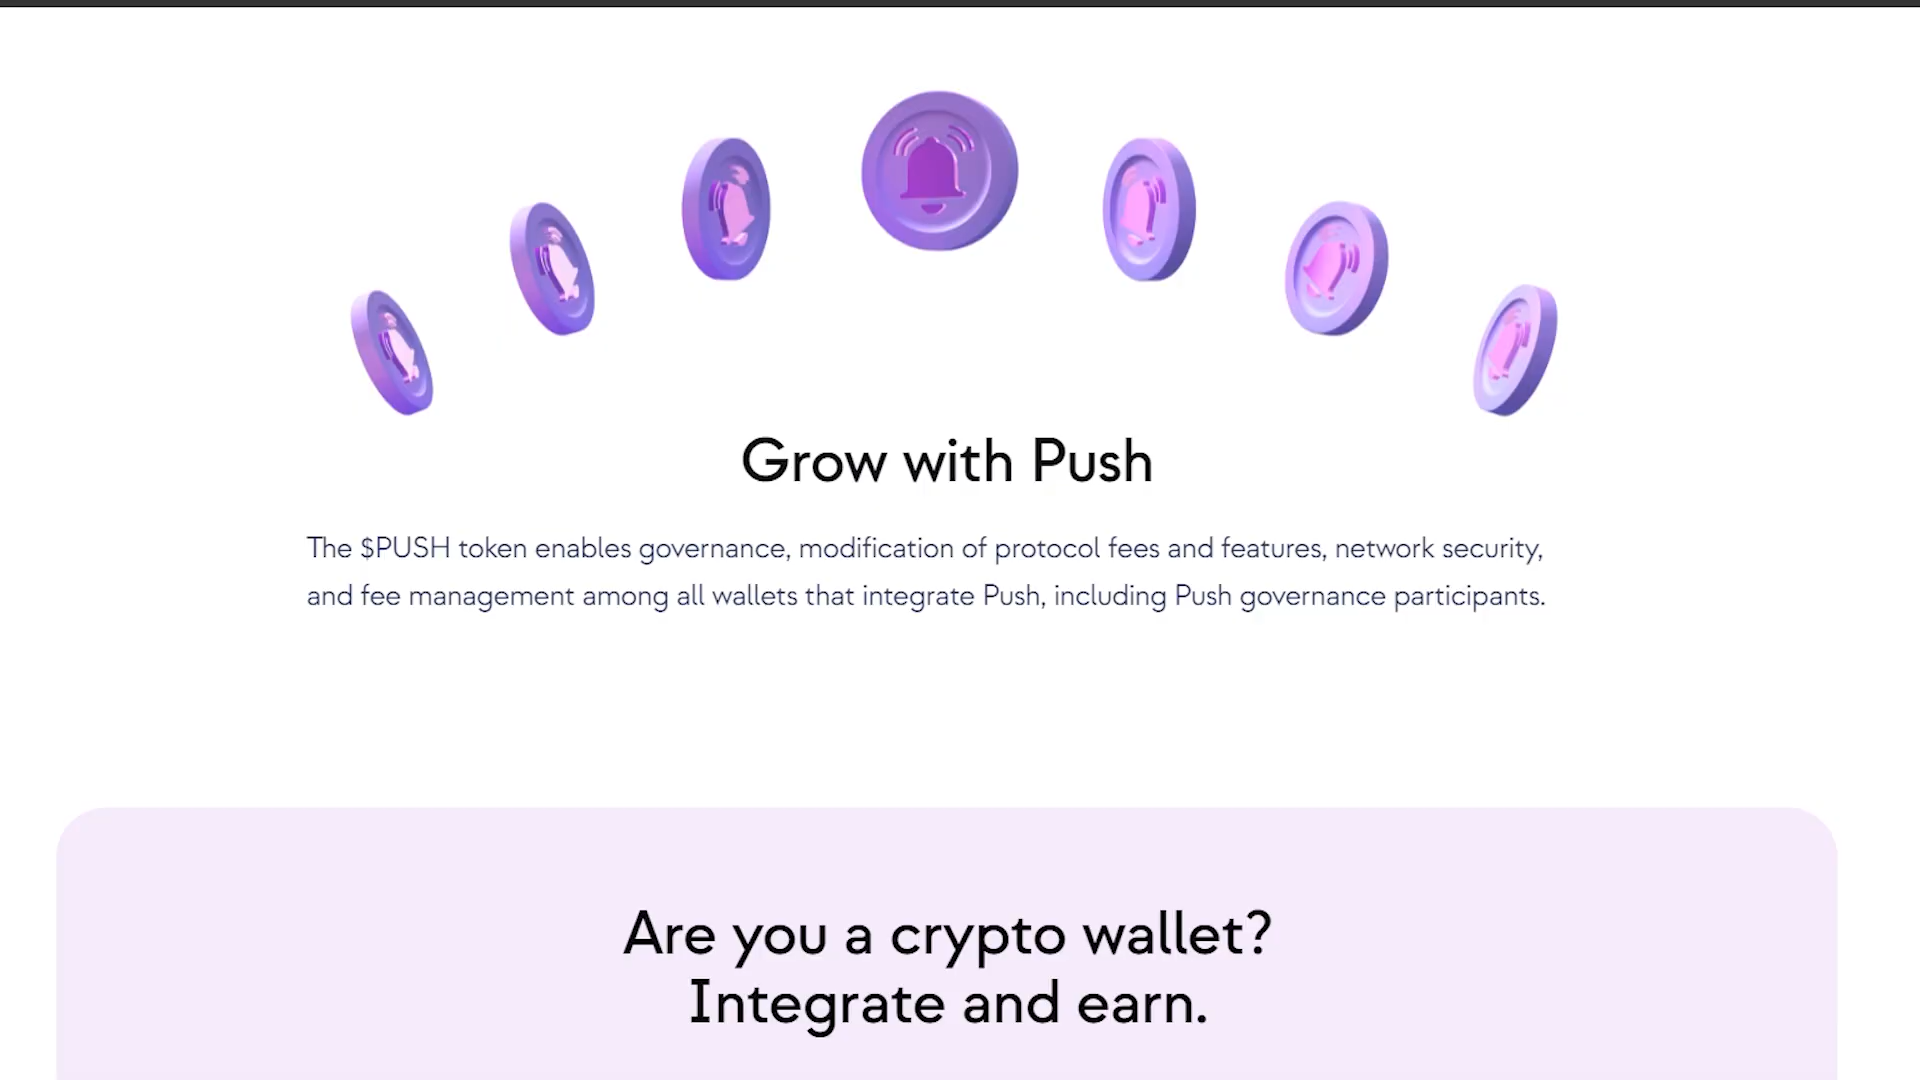 Grow with Push
The $PUSH token enables governance, modification of protocol fees and features, network security,
and fee management among all wallets that integrate Push, including Push governance participants.
Are you a crypto wallet?
Integrate and earn.